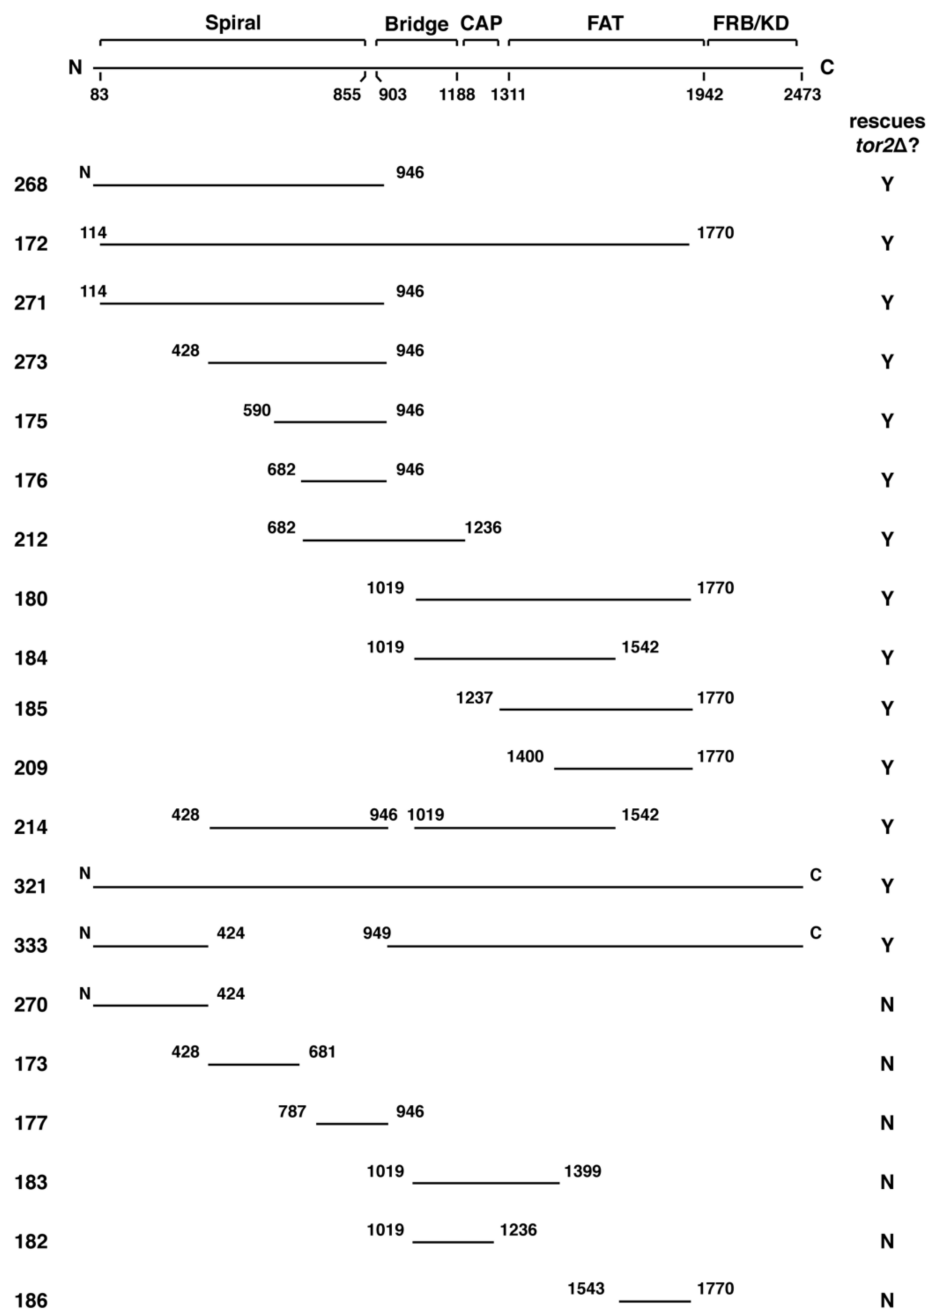 Spiral Bridge CAP FAT FRB/KD
N C
83 855 903 1188 1311 1942 2473
rescues
tor2Δ?
268 N 946 Y
172 114 1770 Y
271 114 946 Y
273 428 946 Y
175 590 946 Y
176 682 946 Y
212 682 1236 Y
180 1019 1770 Y
184 1019 1542 Y
185 1237 1770 Y
209 1400 1770 Y
214 428 946 1019 1542 Y
321 N C Y
333 N 424 949 C Y
270 N 424 N
173 428 681 N
177 787 946 N
183 1019 1399 N
182 1019 1236 N
186 1543 1770 N